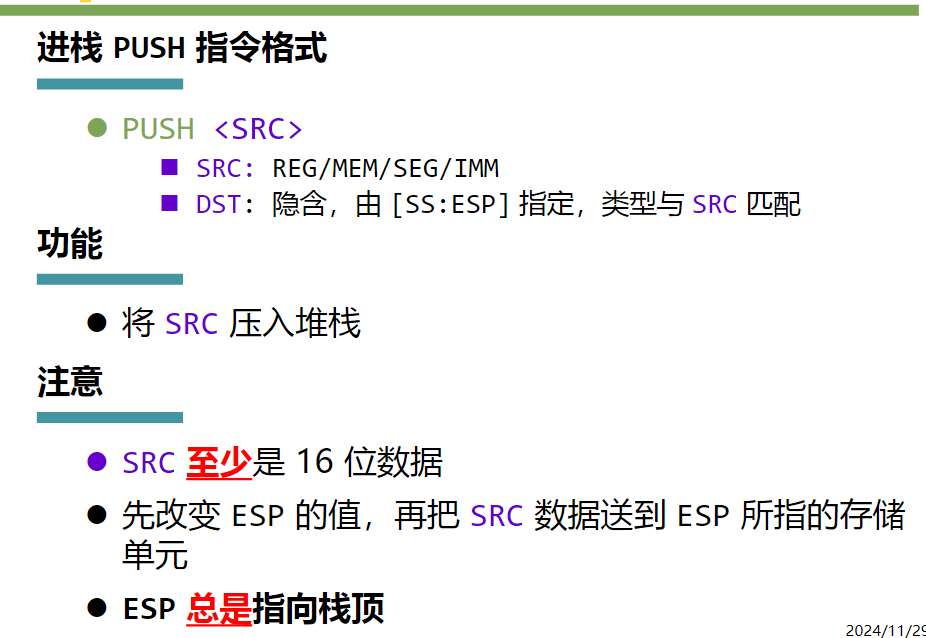 进栈 PUSH 指令格式
● PUSH <SRC>
■ SRC: REG/MEM/SEG/IMM
■ DST: 隐含，由 [SS:ESP] 指定，类型与 SRC 匹配
功能
● 将 SRC 压入堆栈
注意
● SRC 至少是 16 位数据
● 先改变 ESP 的值，再把 SRC 数据送到 ESP 所指的存储
单元
● ESP 总是指向栈顶
2024/11/29